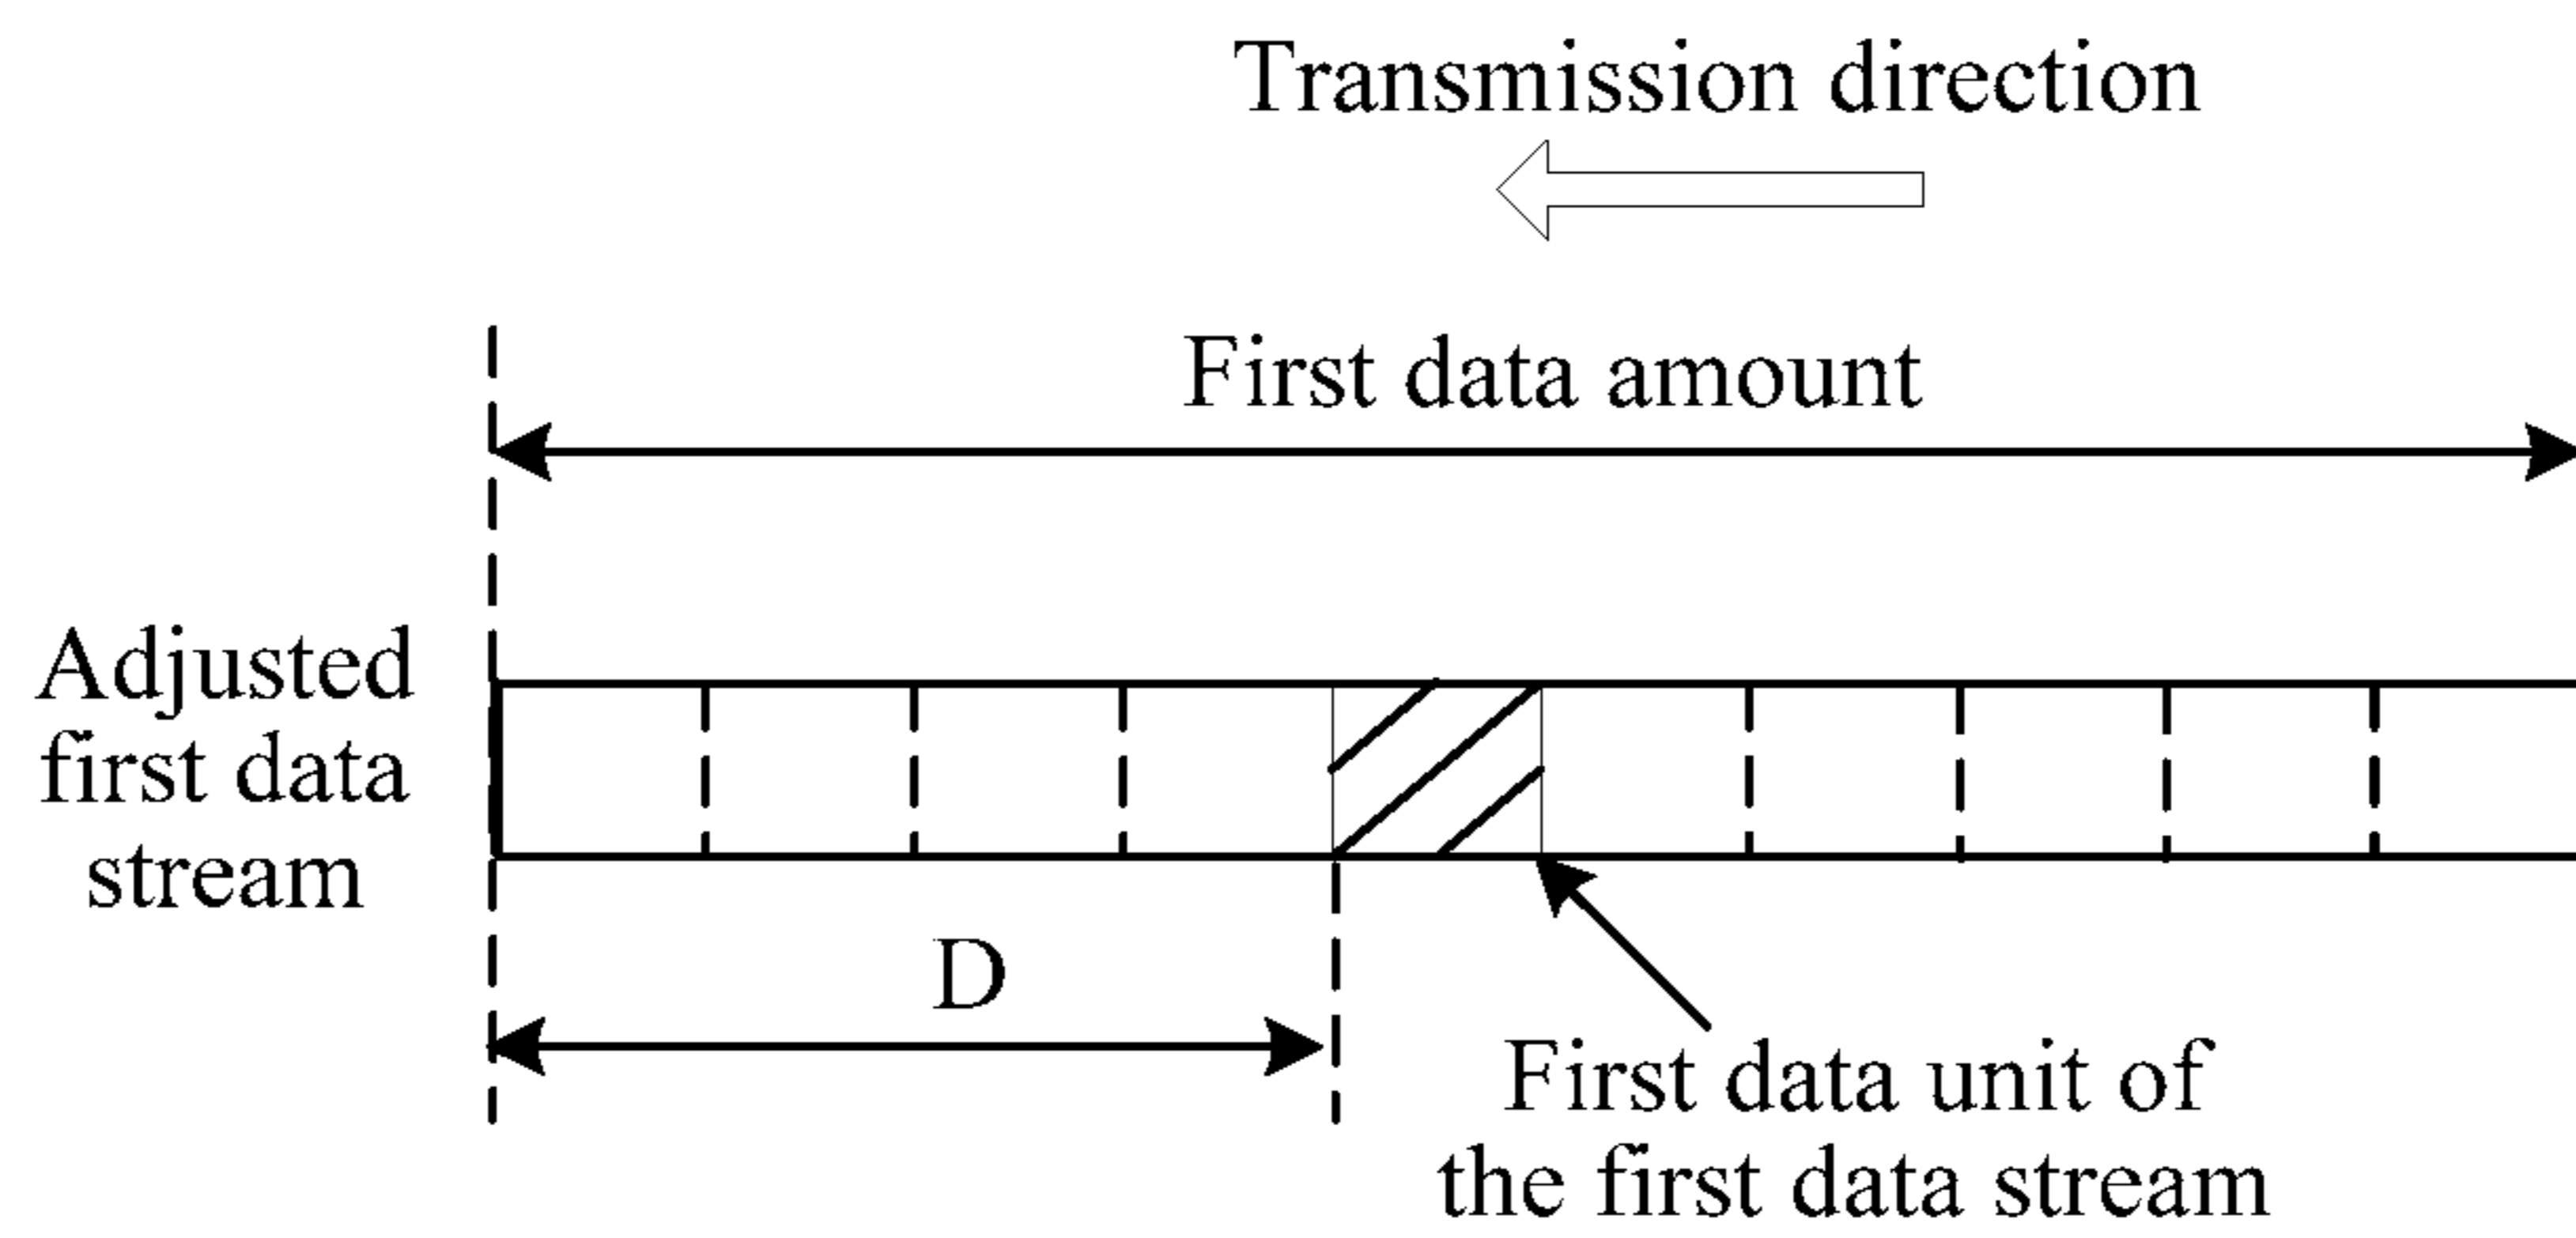 Transmission direction
First data amount
Adjusted
first data
stream
D
First data unit of
the first data stream